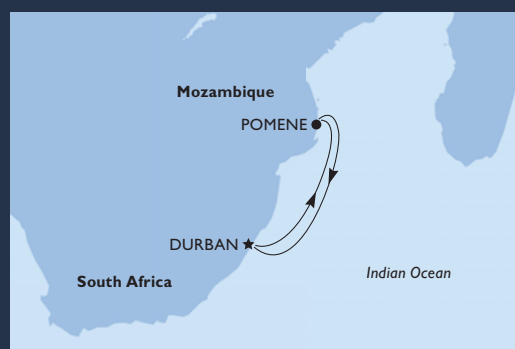 Mozambique
POMENE
DURBAN
South Africa
Indian Ocean